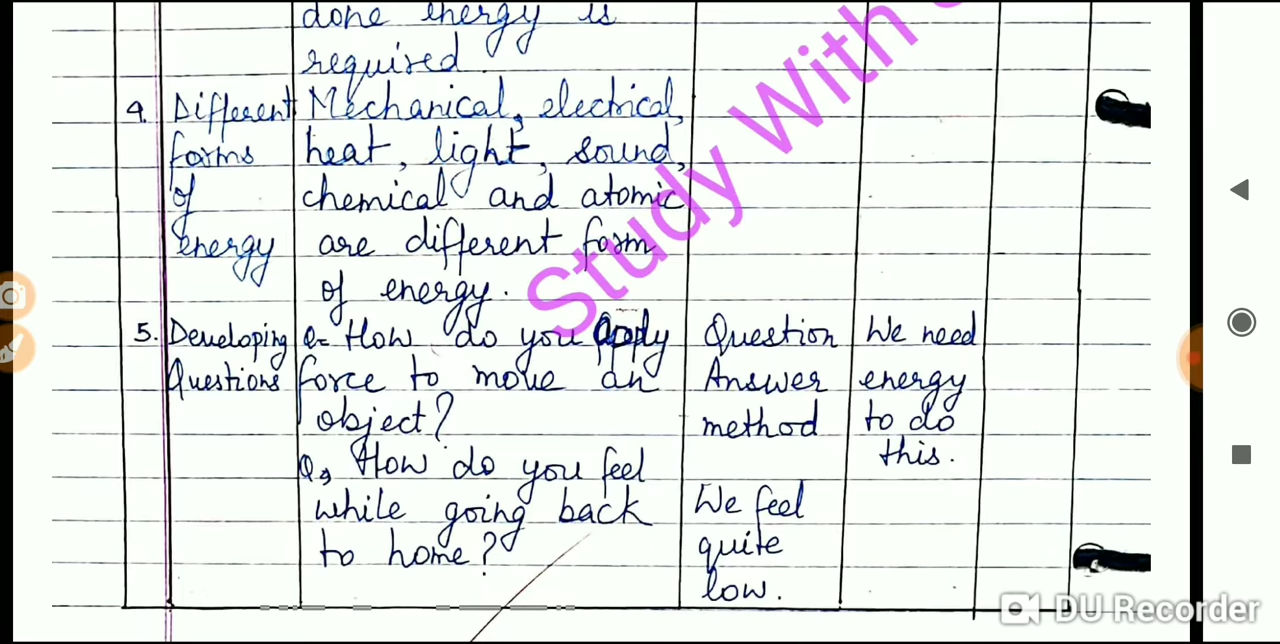 done energy is
required.
4. Different Mechanical, electrical,
forms heat, light, sound,
of chemical and atomic
energy are different form
of energy.
5. Developing Q- How do you apply Question We need
Questions force to move an Answer energy
object? method to do
Q, How do you feel this.
while going back We feel
to home? quite
low.
Study With
DU Recorder